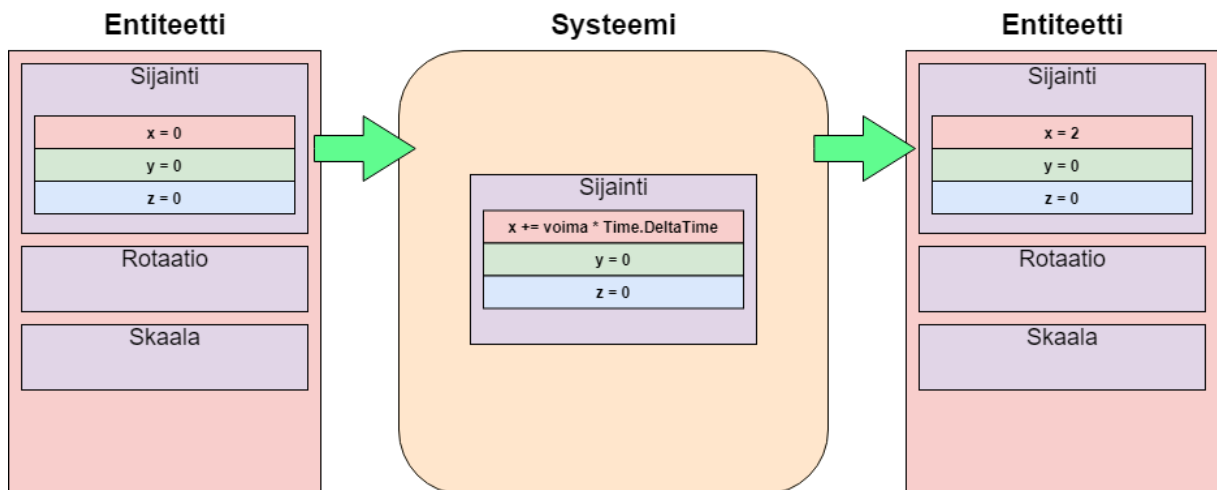 Entiteetti
Sijainti
x = 0
y = 0
z = 0
Rotaatio
Skaala
Systeemi
Sijainti
x += voima * Time.DeltaTime
y = 0
z = 0
Entiteetti
Sijainti
x = 2
y = 0
z = 0
Rotaatio
Skaala